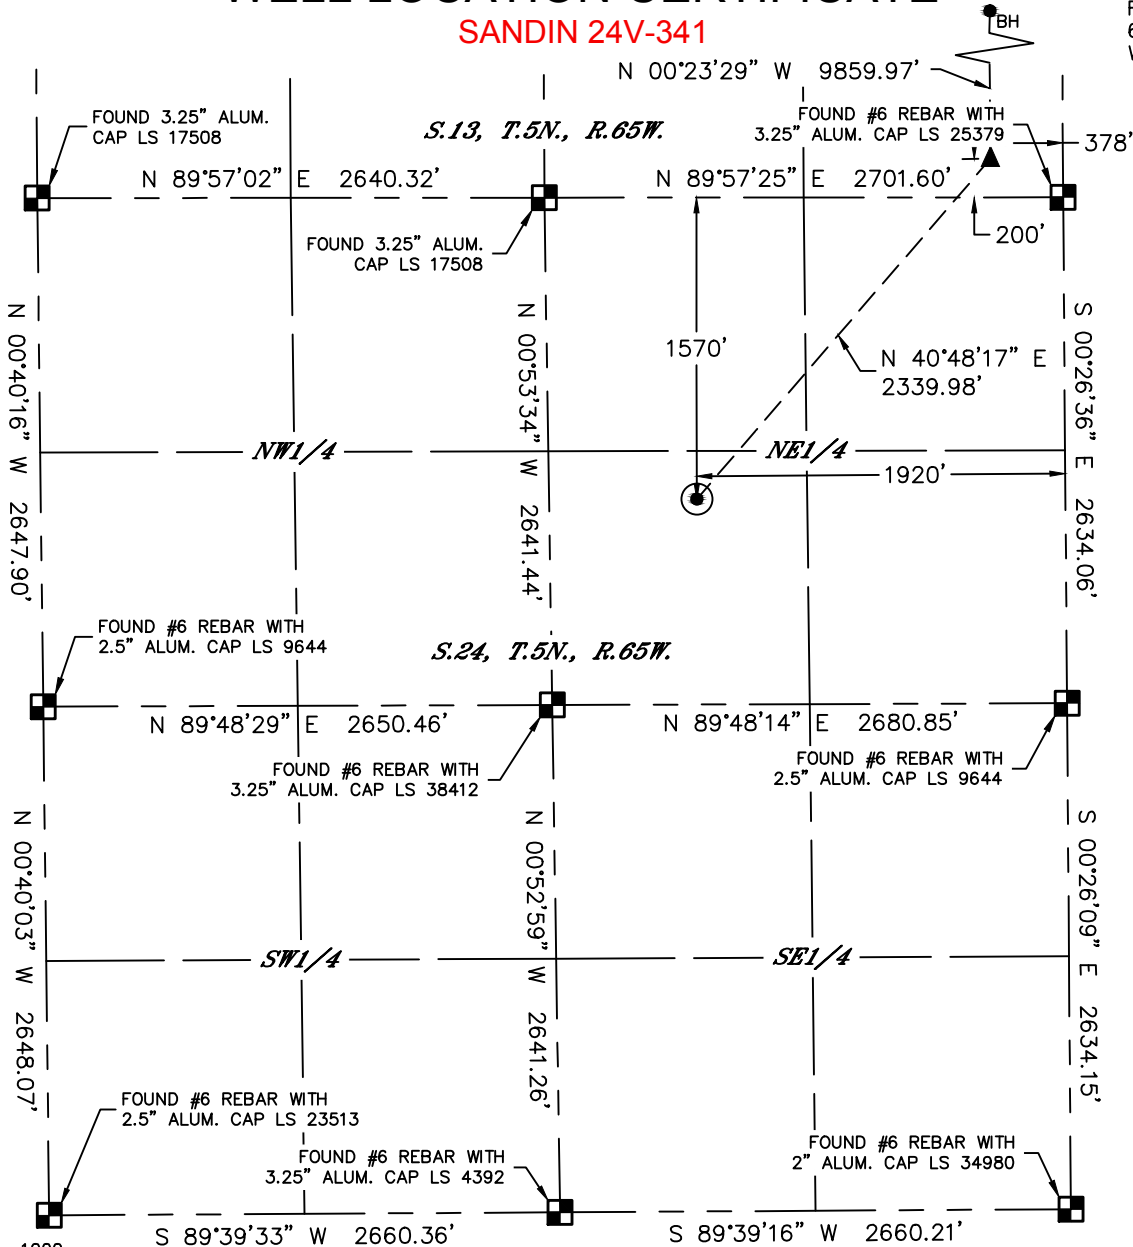 SANDIN 24V-341
BH
N 00°23'29" W 9859.97'
FOUND 3.25" ALUM.
CAP LS 17508
S.13, T.5N., R.65W.
FOUND #6 REBAR WITH
3.25" ALUM. CAP LS 25379
378'
N 89°57'02" E 2640.32'
N 89°57'25" E 2701.60'
FOUND 3.25" ALUM.
CAP LS 17508
200'
N 00°40'16" W 2647.90'
N 00°53'34" W 2641.44'
1570'
N 40°48'17" E
2339.98'
S 00°26'36" E 2634.06'
NW1/4
NE1/4
1920'
FOUND #6 REBAR WITH
2.5" ALUM. CAP LS 9644
S.24, T.5N., R.65W.
N 89°48'29" E 2650.46'
N 89°48'14" E 2680.85'
FOUND #6 REBAR WITH
3.25" ALUM. CAP LS 38412
FOUND #6 REBAR WITH
2.5" ALUM. CAP LS 9644
N 00°40'03" W 2648.07'
N 00°52'59" W 2641.26'
S 00°26'09" E 2634.15'
SW1/4
SE1/4
FOUND #6 REBAR WITH
2.5" ALUM. CAP LS 23513
FOUND #6 REBAR WITH
3.25" ALUM. CAP LS 4392
FOUND #6 REBAR WITH
2" ALUM. CAP LS 34980
S 89°39'33" W 2660.36'
S 89°39'16" W 2660.21'